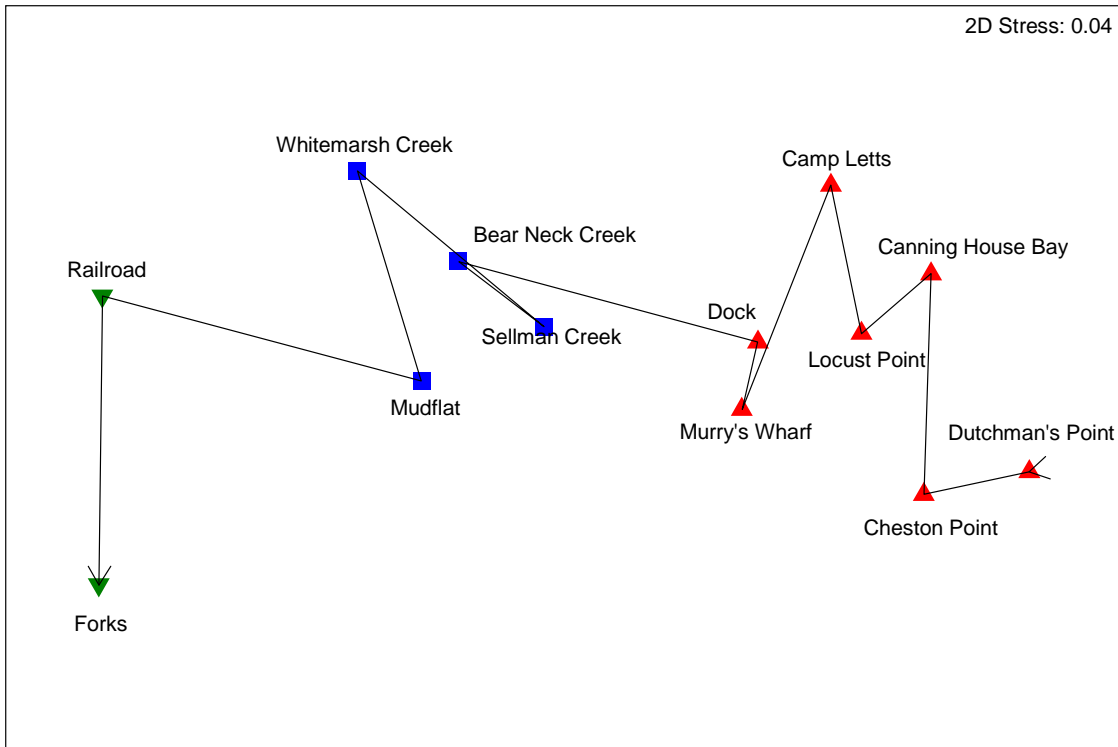 2D Stress: 0.04
Whitemarsh Creek
Camp Letts
Bear Neck Creek
Canning House Bay
Railroad
Dock
Sellman Creek
Locust Point
Mudflat
Murry's Wharf
Dutchman's Point
Cheston Point
Forks